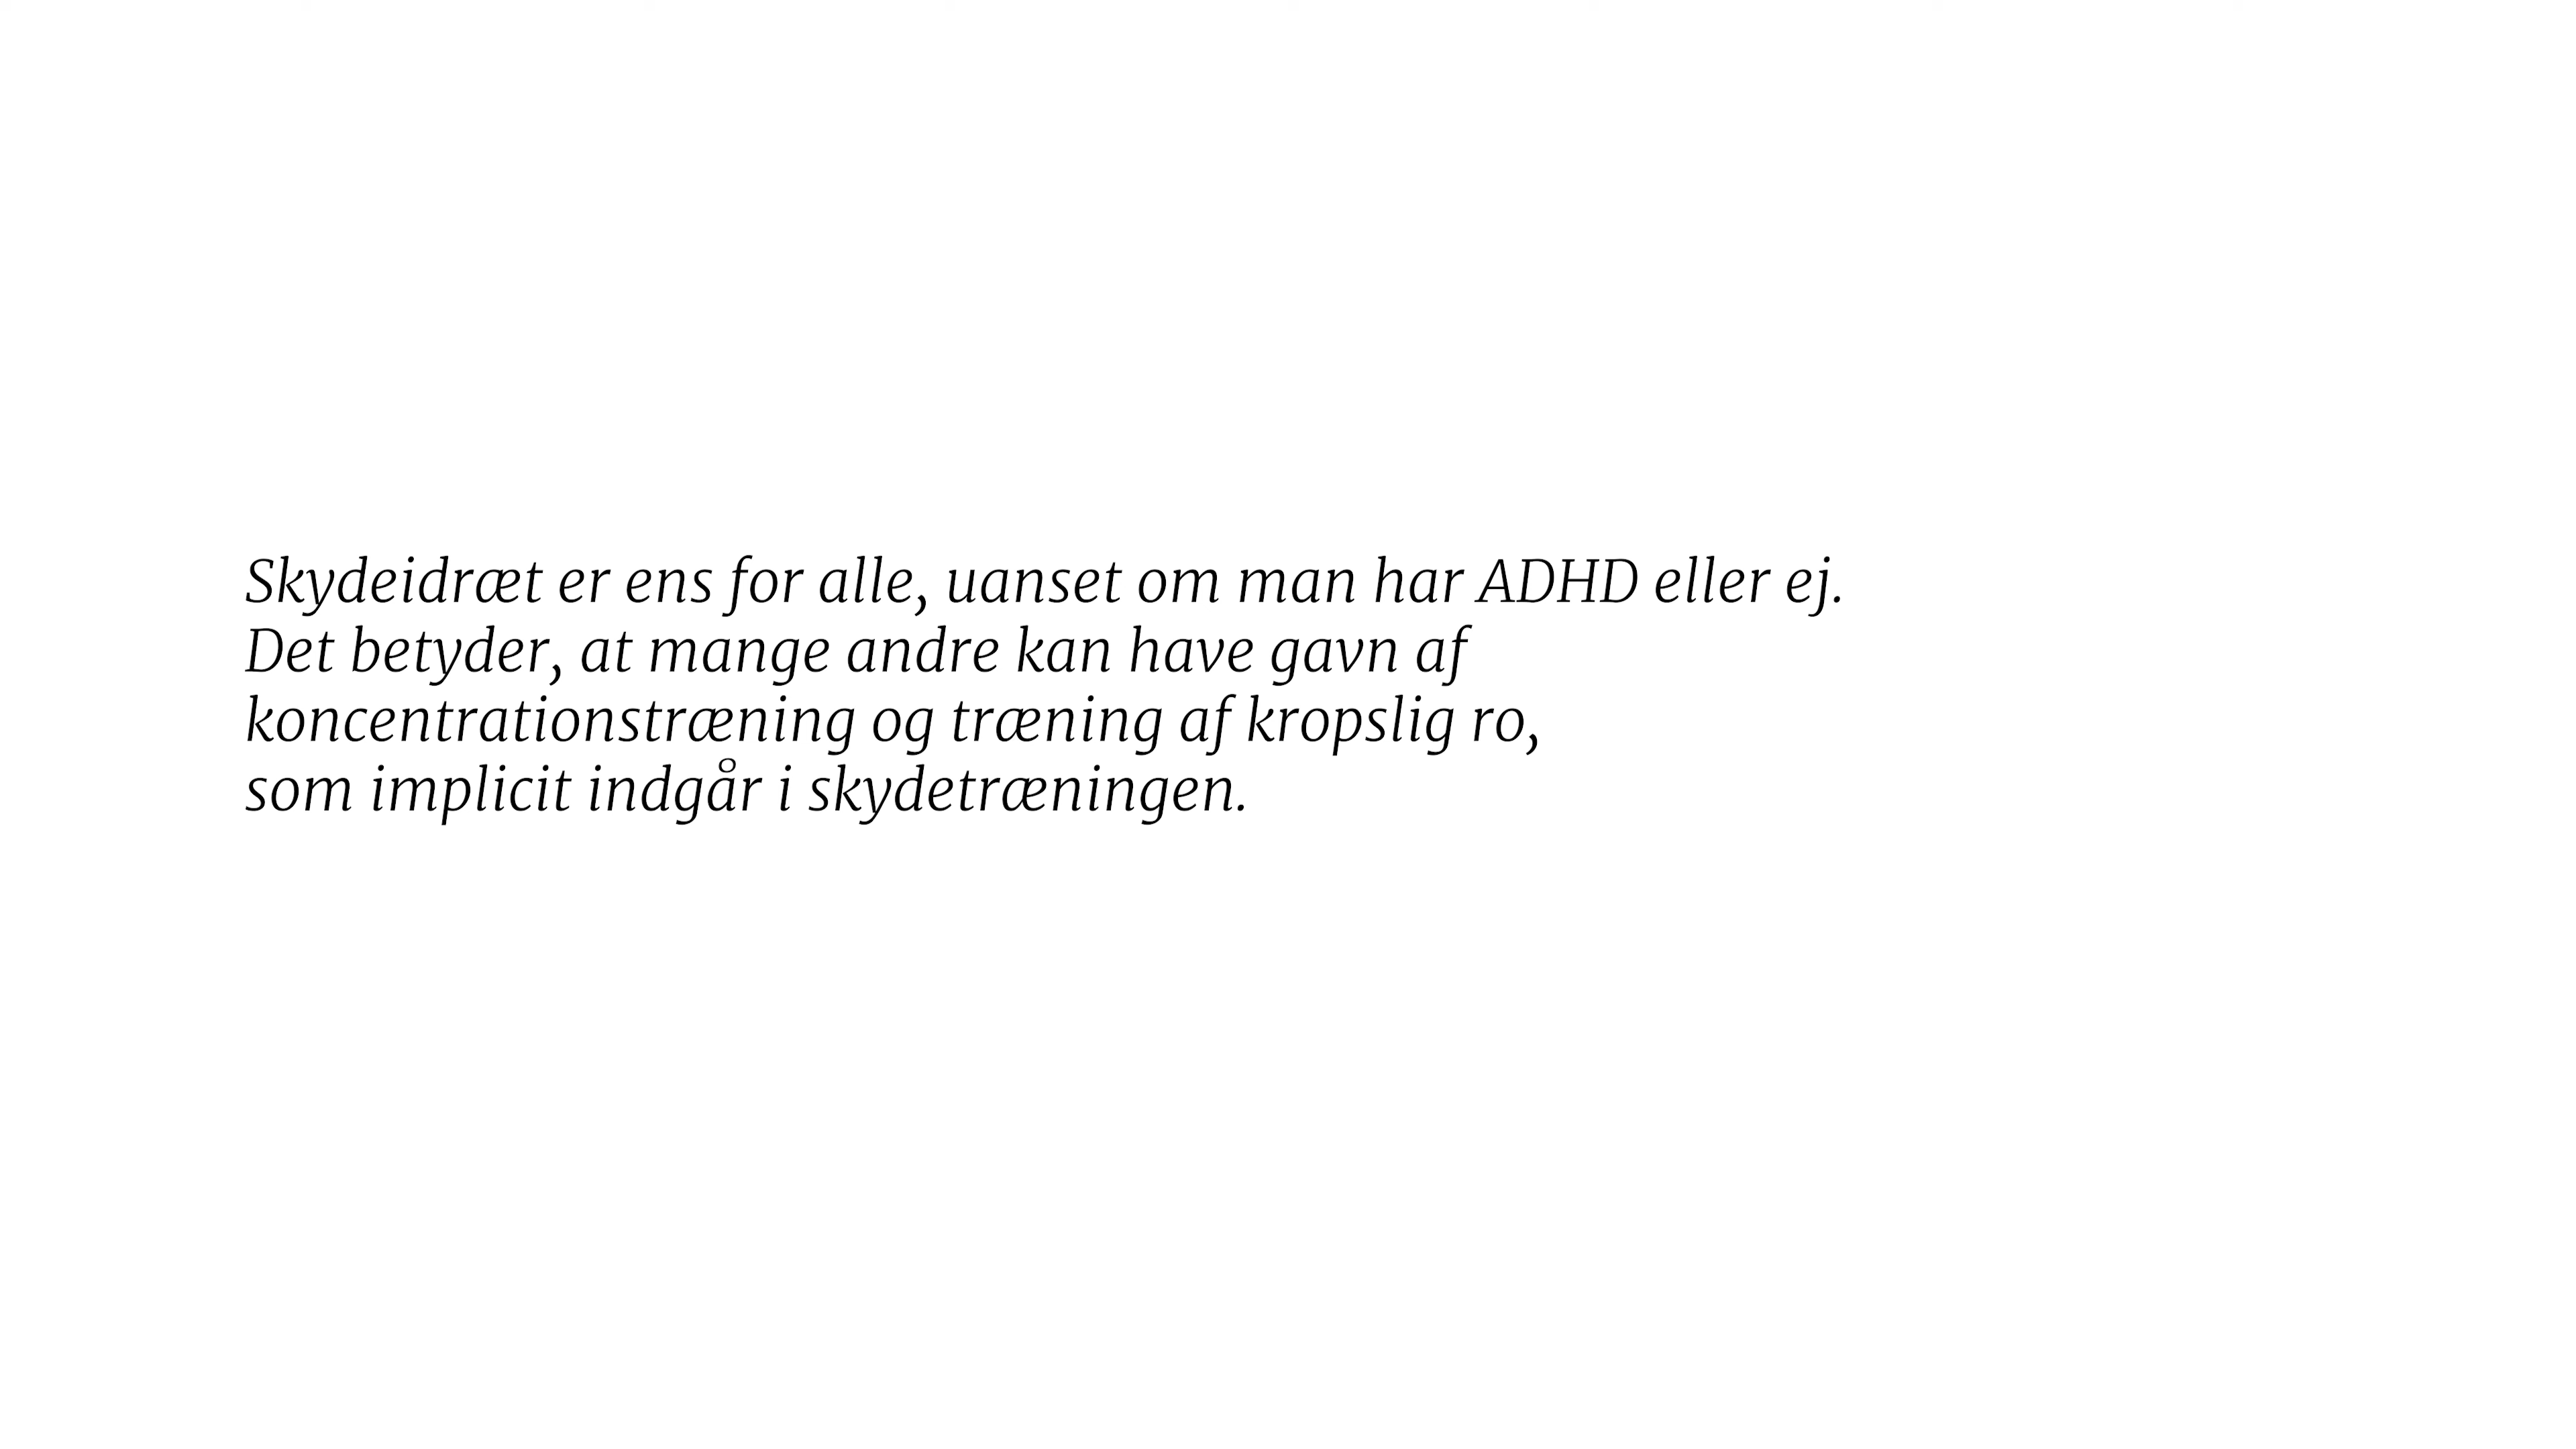 Skydeidræt er ens for alle, uanset om man har ADHD eller ej.
Det betyder, at mange andre kan have gavn af
koncentrationstræning og træning af kropslig ro,
som implicit indgår i skydetræningen.